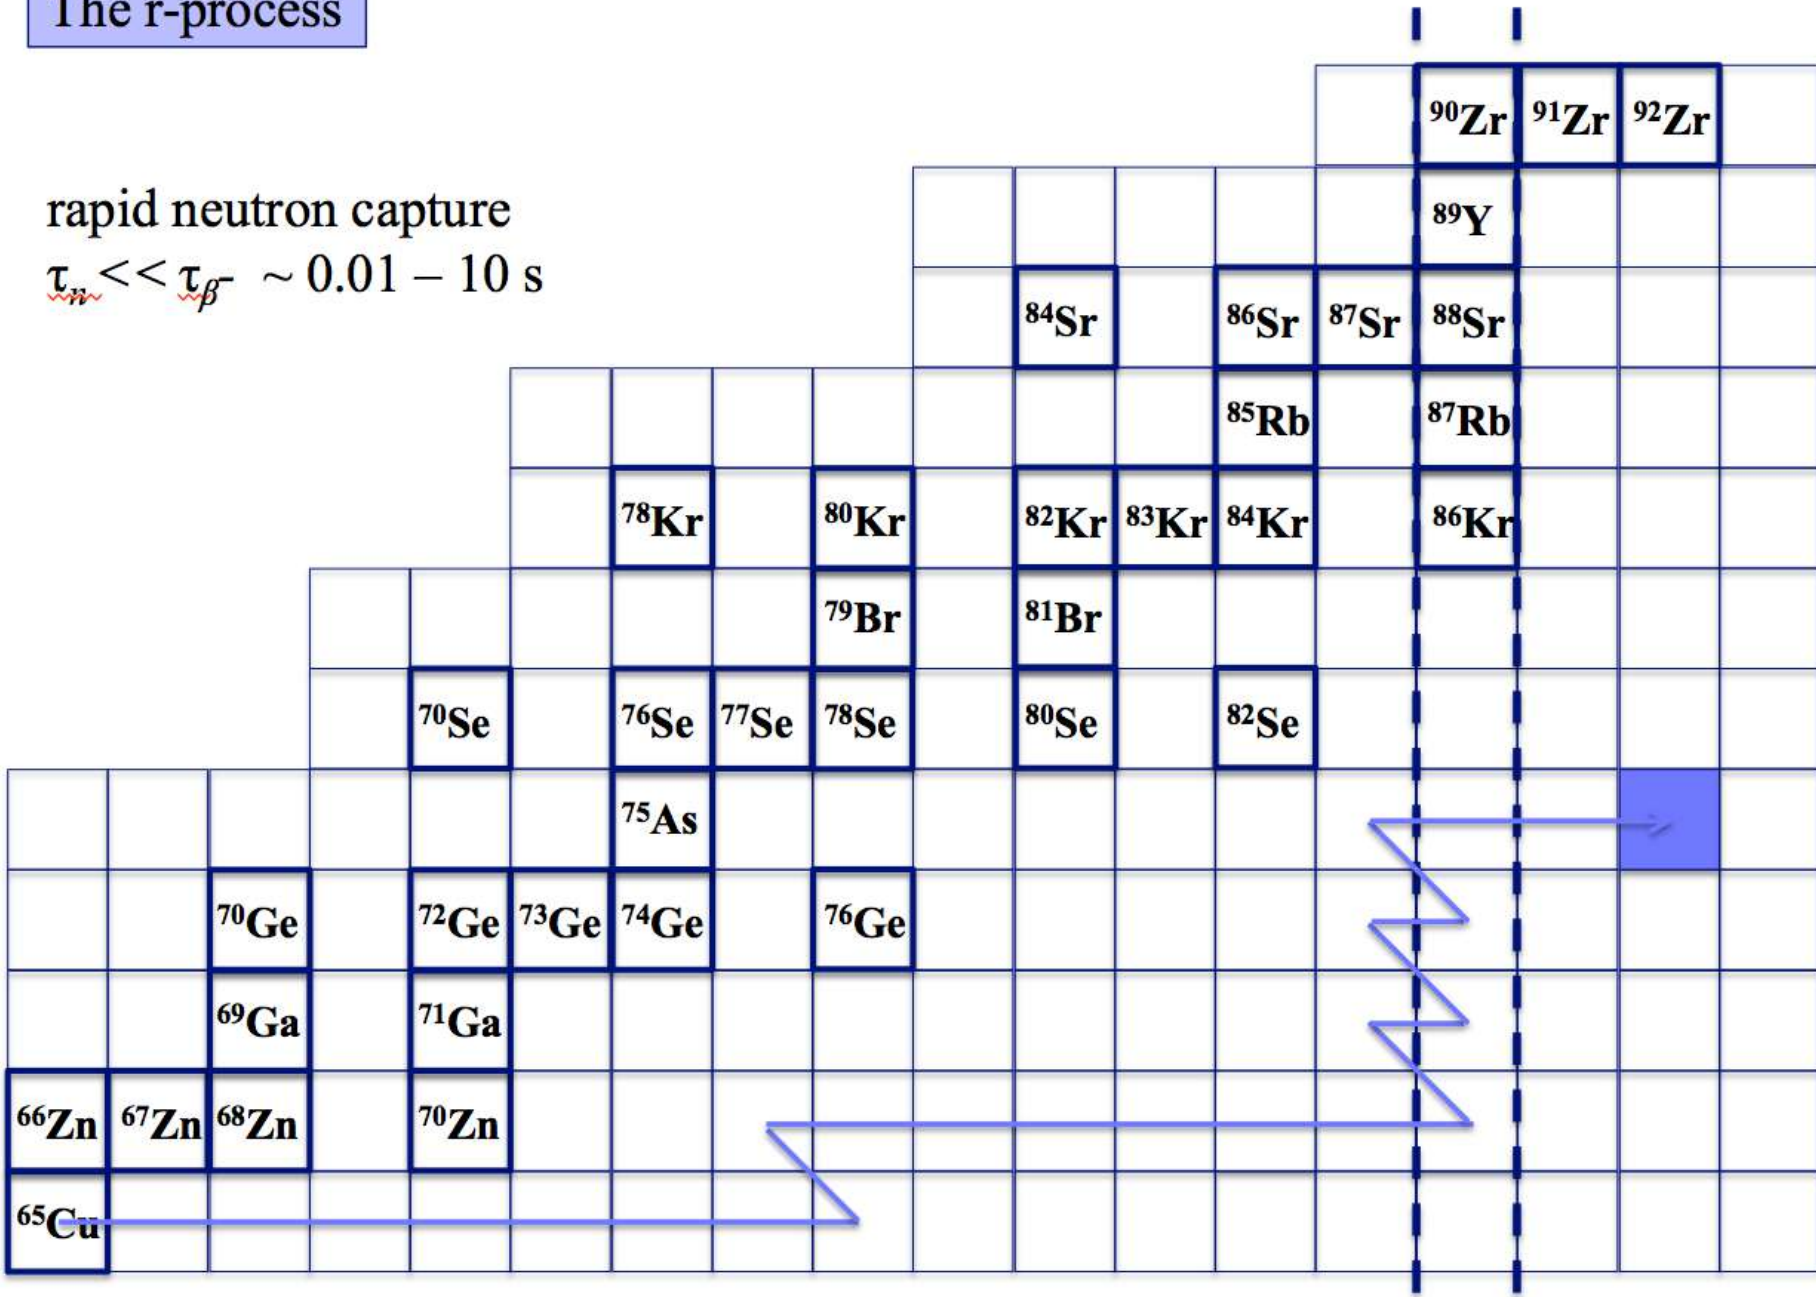 The r-process
rapid neutron capture
τₙ << τ_β⁻ ~ 0.01 – 10 s
⁹⁰Zr ⁹¹Zr ⁹²Zr
⁸⁹Y
⁸⁴Sr ⁸⁶Sr ⁸⁷Sr ⁸⁸Sr
⁸⁵Rb ⁸⁷Rb
⁷⁸Kr ⁸⁰Kr ⁸²Kr ⁸³Kr ⁸⁴Kr ⁸⁶Kr
⁷⁹Br ⁸¹Br
⁷⁰Se ⁷⁶Se ⁷⁷Se ⁷⁸Se ⁸⁰Se ⁸²Se
⁷⁵As
⁷⁰Ge ⁷²Ge ⁷³Ge ⁷⁴Ge ⁷⁶Ge
⁶⁹Ga ⁷¹Ga
⁶⁶Zn ⁶⁷Zn ⁶⁸Zn ⁷⁰Zn
⁶⁵Cu